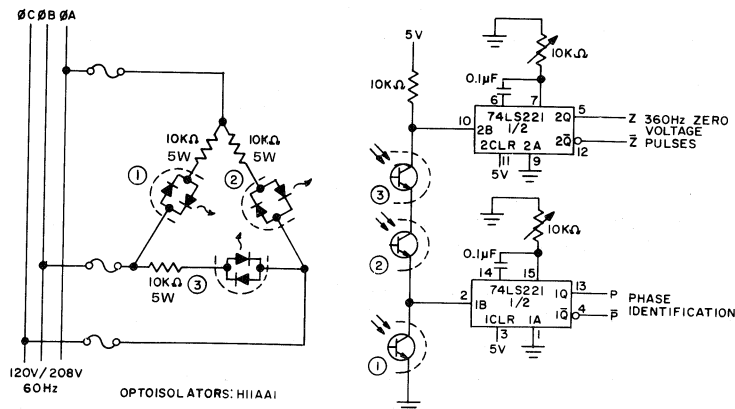 ØC ØB ØA
10KΩ
5W
10KΩ
5W
1
2
10KΩ
5W
3
120V/208V
60Hz
OPTOISOLATORS: H11AA1
5V
10KΩ
3
2
1
10KΩ
0.1µF
6
7
74LS221
1/2
10
2B
2Q
5
Z 360Hz ZERO
VOLTAGE
PULSES
2Q̅
12
Z̅
2CLR
2A
11
9
5V
10KΩ
0.1µF
14
15
74LS221
1/2
2
1B
1Q
13
P PHASE
IDENTIFICATION
1Q̅
4
P̅
1CLR
1A
3
1
5V